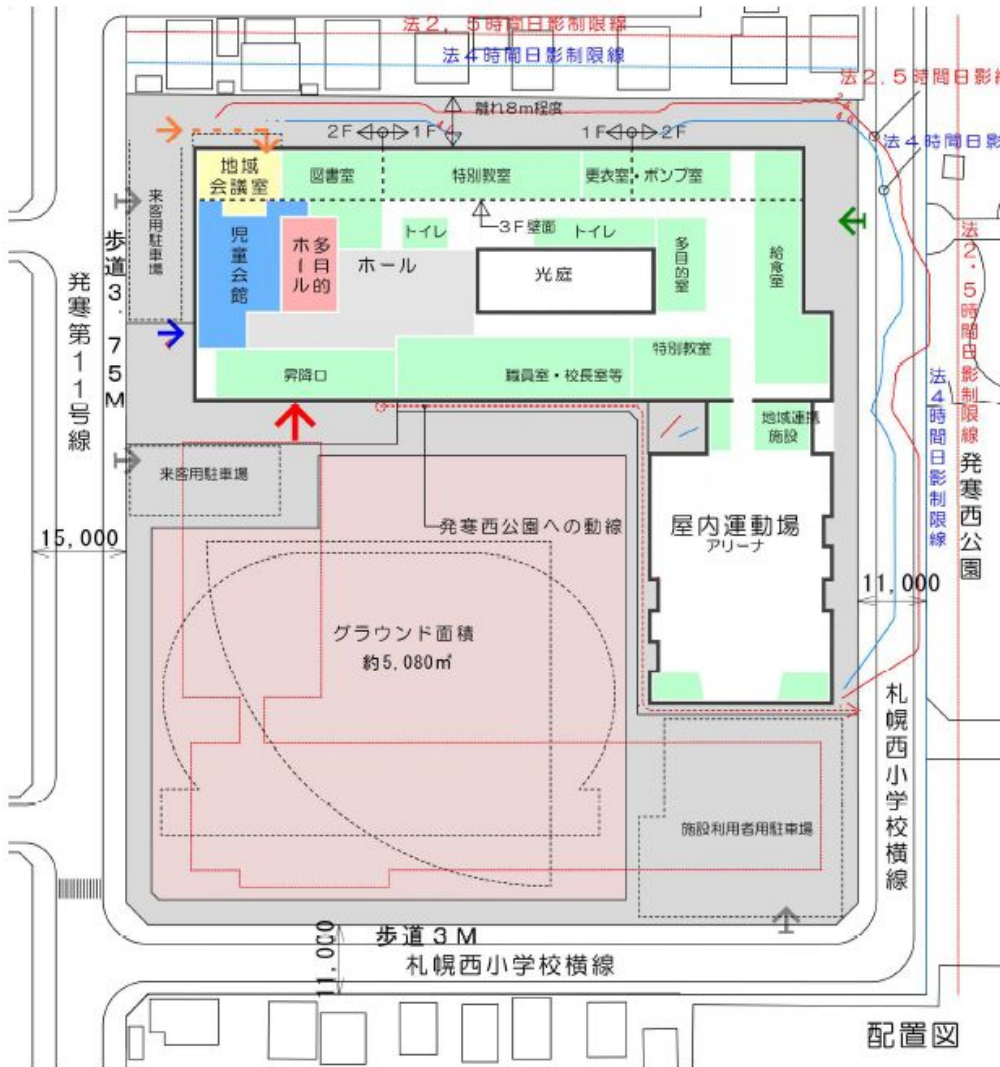 法2．5時間日影制限線
法4時間日影制限線
法2.5時間日影
法4時間日影
離れ8m程度
2F
1F
1F
2F
地域
会議室
図書室
特別教室
更衣室・ポンプ室
来客用駐車場
歩道3．75M
発寒第11号線
児童会館
多目的
ホール
ホール
トイレ
3F壁面
トイレ
多目的室
給食室
光庭
法2．5時間日影制限線
法4時間日影制限線
発寒西公園
昇降口
職員室・校長室等
特別教室
地域連携
施設
来客用駐車場
発寒西公園への動線
屋内運動場
アリーナ
15,000
11,000
グラウンド面積
約5,080㎡
札幌西小学校横線
施設利用者用駐車場
歩道3M
11,000
札幌西小学校横線
配置図